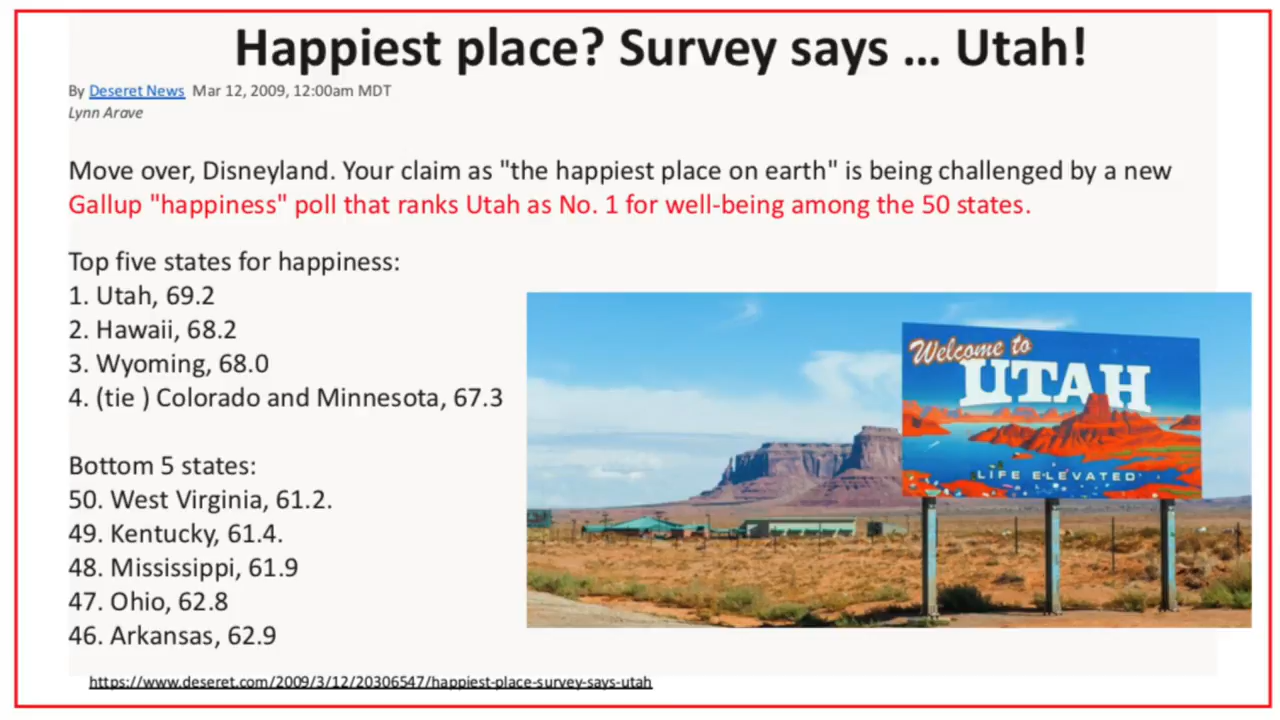 Happiest place? Survey says ... Utah!
By Deseret News Mar 12, 2009, 12:00am MDT
Lynn Arave
Move over, Disneyland. Your claim as "the happiest place on earth" is being challenged by a new
Gallup "happiness" poll that ranks Utah as No. 1 for well-being among the 50 states.
Top five states for happiness:
1. Utah, 69.2
2. Hawaii, 68.2
3. Wyoming, 68.0
4. (tie ) Colorado and Minnesota, 67.3
Bottom 5 states:
50. West Virginia, 61.2.
49. Kentucky, 61.4.
48. Mississippi, 61.9
47. Ohio, 62.8
46. Arkansas, 62.9
Welcome to
UTAH
LIFE ELEVATED
https://www.deseret.com/2009/3/12/20306547/happiest-place-survey-says-utah